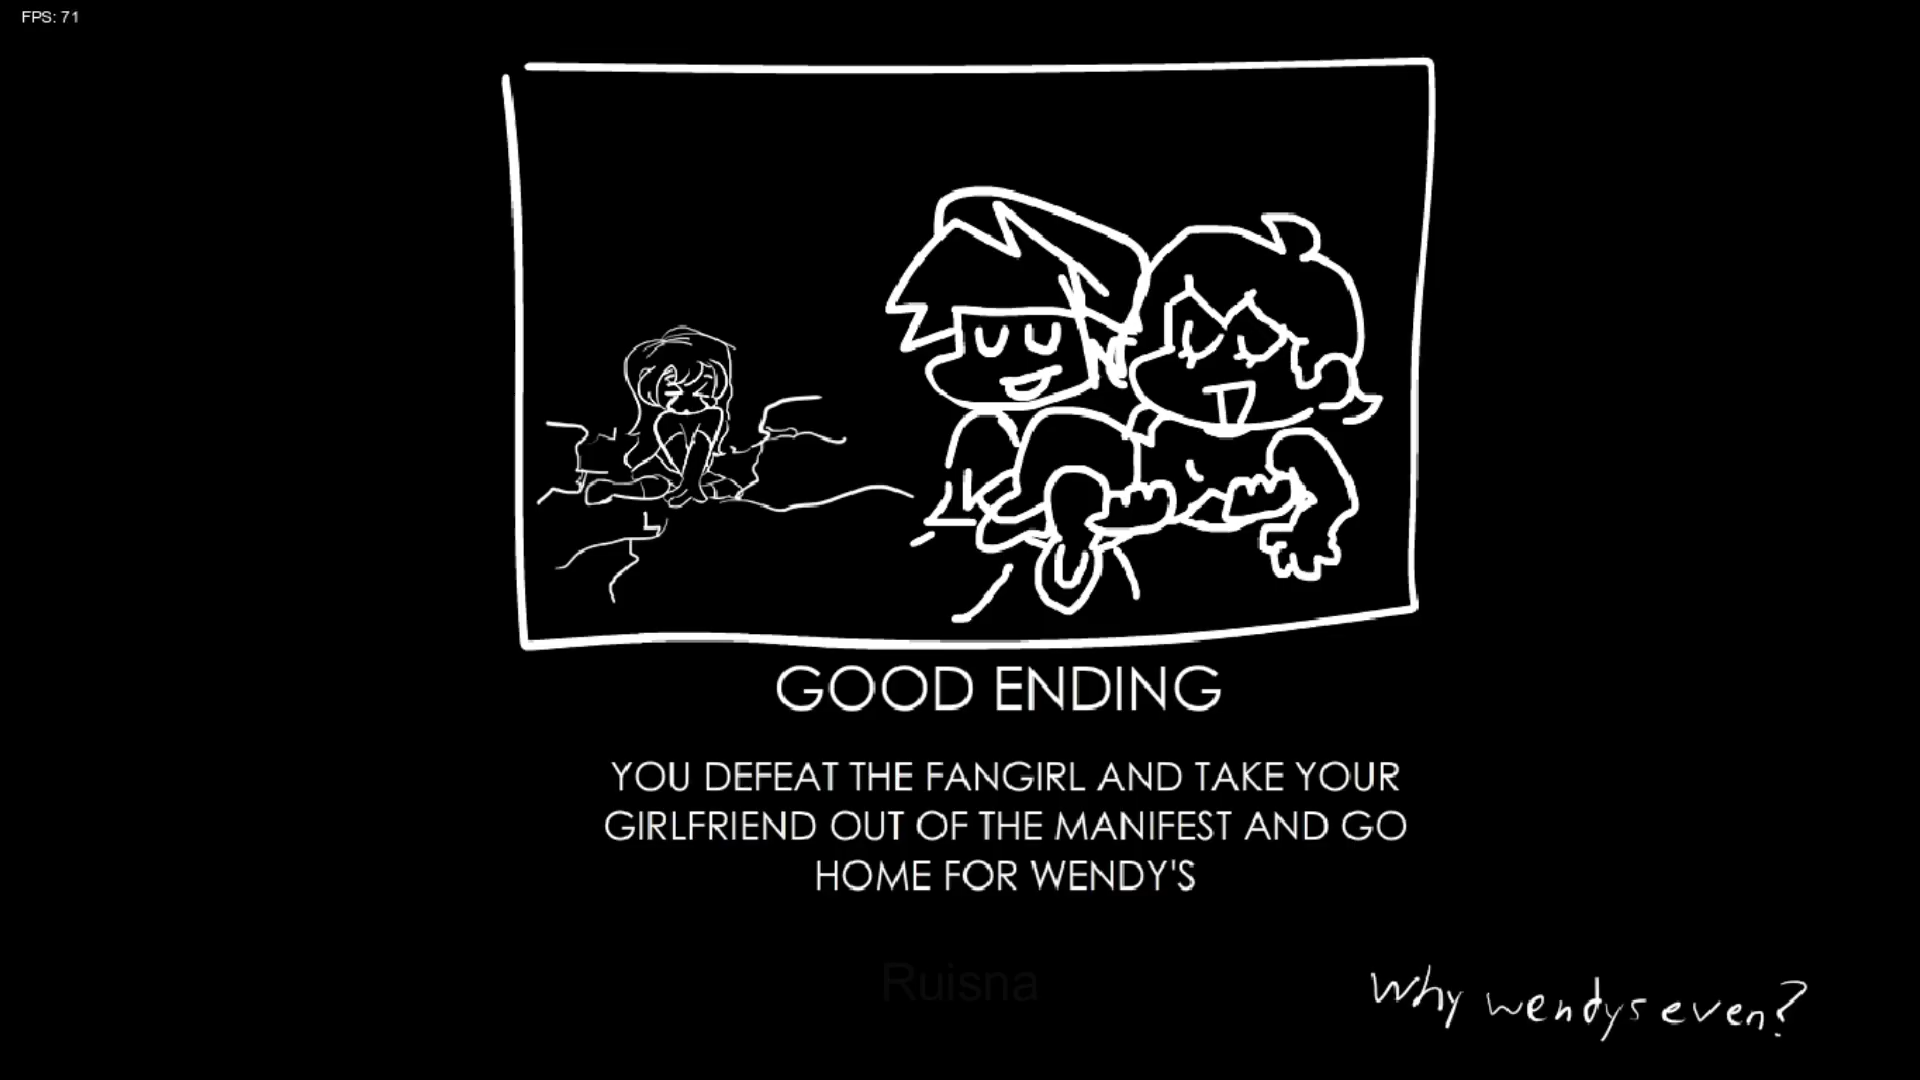 FPS: 71
GOOD ENDING
YOU DEFEAT THE FANGIRL AND TAKE YOUR
GIRLFRIEND OUT OF THE MANIFEST AND GO
HOME FOR WENDY'S
Ruisna
Why wendys even?